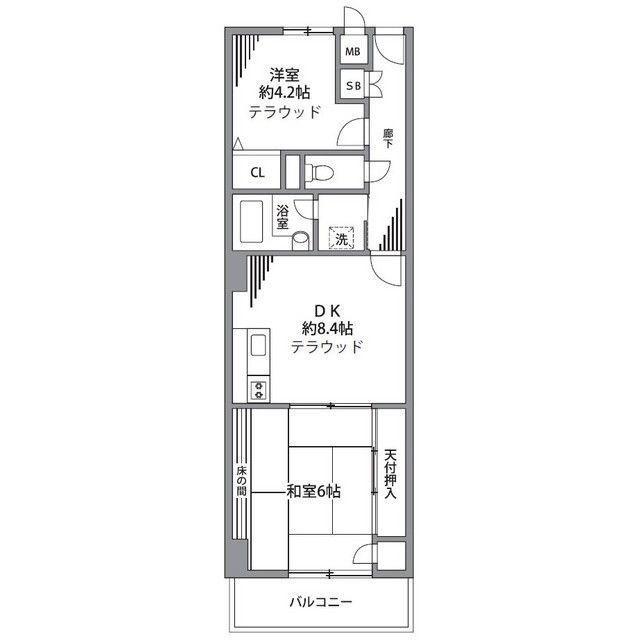 MB
洋室
約4.2帖
テラウッド
SB
廊下
CL
浴室
洗
DK
約8.4帖
テラウッド
床の間
和室6帖
天付押入
バルコニー